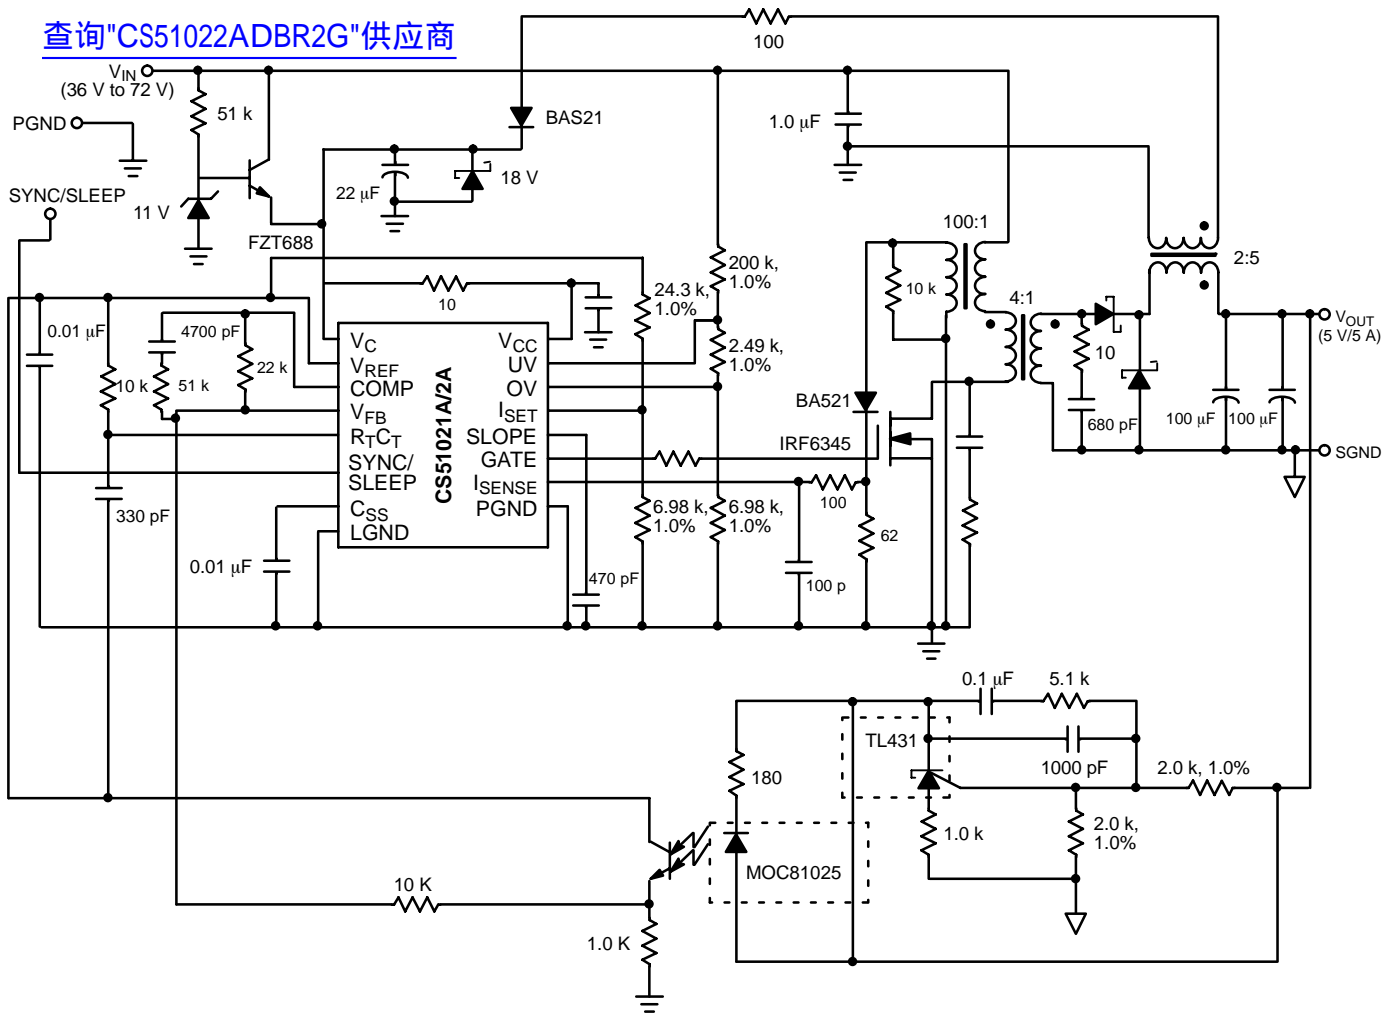 查询"CS51022ADBR2G"供应商
100
VIN
(36 V to 72 V)
51 k
BAS21
1.0 μF
PGND
SYNC/SLEEP
11 V
22 μF
18 V
FZT688
100:1
2:5
200 k,
1.0%
10
24.3 k,
1.0%
10 k
4:1
0.01 μF
4700 pF
VOUT
(5 V/5 A)
2.49 k,
1.0%
10
10 k
51 k
22 k
VC
VREF
COMP
VFB
RTCT
SYNC/
SLEEP
CSS
LGND
CS51021A/2A
VCC
UV
OV
ISET
SLOPE
GATE
ISENSE
PGND
BA521
IRF6345
680 pF
100 μF
100 μF
SGND
330 pF
6.98 k,
1.0%
6.98 k,
1.0%
100
62
0.01 μF
470 pF
100 p
0.1 μF
5.1 k
TL431
1000 pF
2.0 k, 1.0%
180
1.0 k
2.0 k,
1.0%
MOC81025
10 K
1.0 K